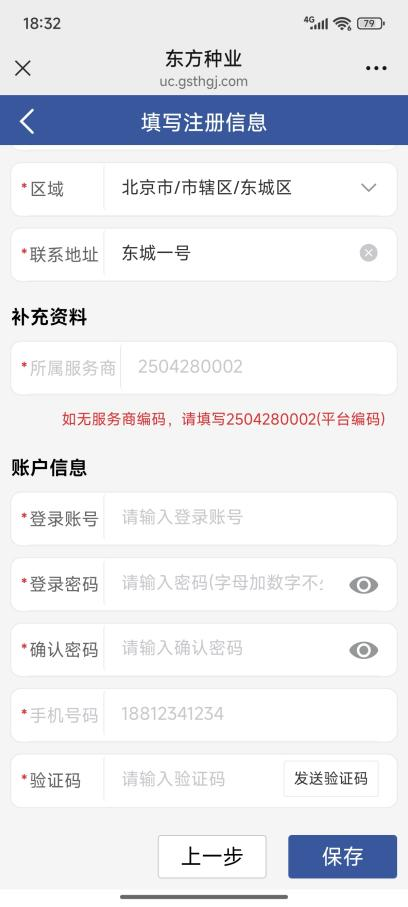 18:32
4G
79
东方种业
uc.gsthgj.com
填写注册信息
*区域 北京市/市辖区/东城区
*联系地址 东城一号
补充资料
*所属服务商 2504280002
如无服务商编码，请填写2504280002(平台编码)
账户信息
*登录账号 请输入登录账号
*登录密码 请输入密码(字母加数字不
*确认密码 请输入确认密码
*手机号码 18812341234
*验证码 请输入验证码 发送验证码
上一步 保存